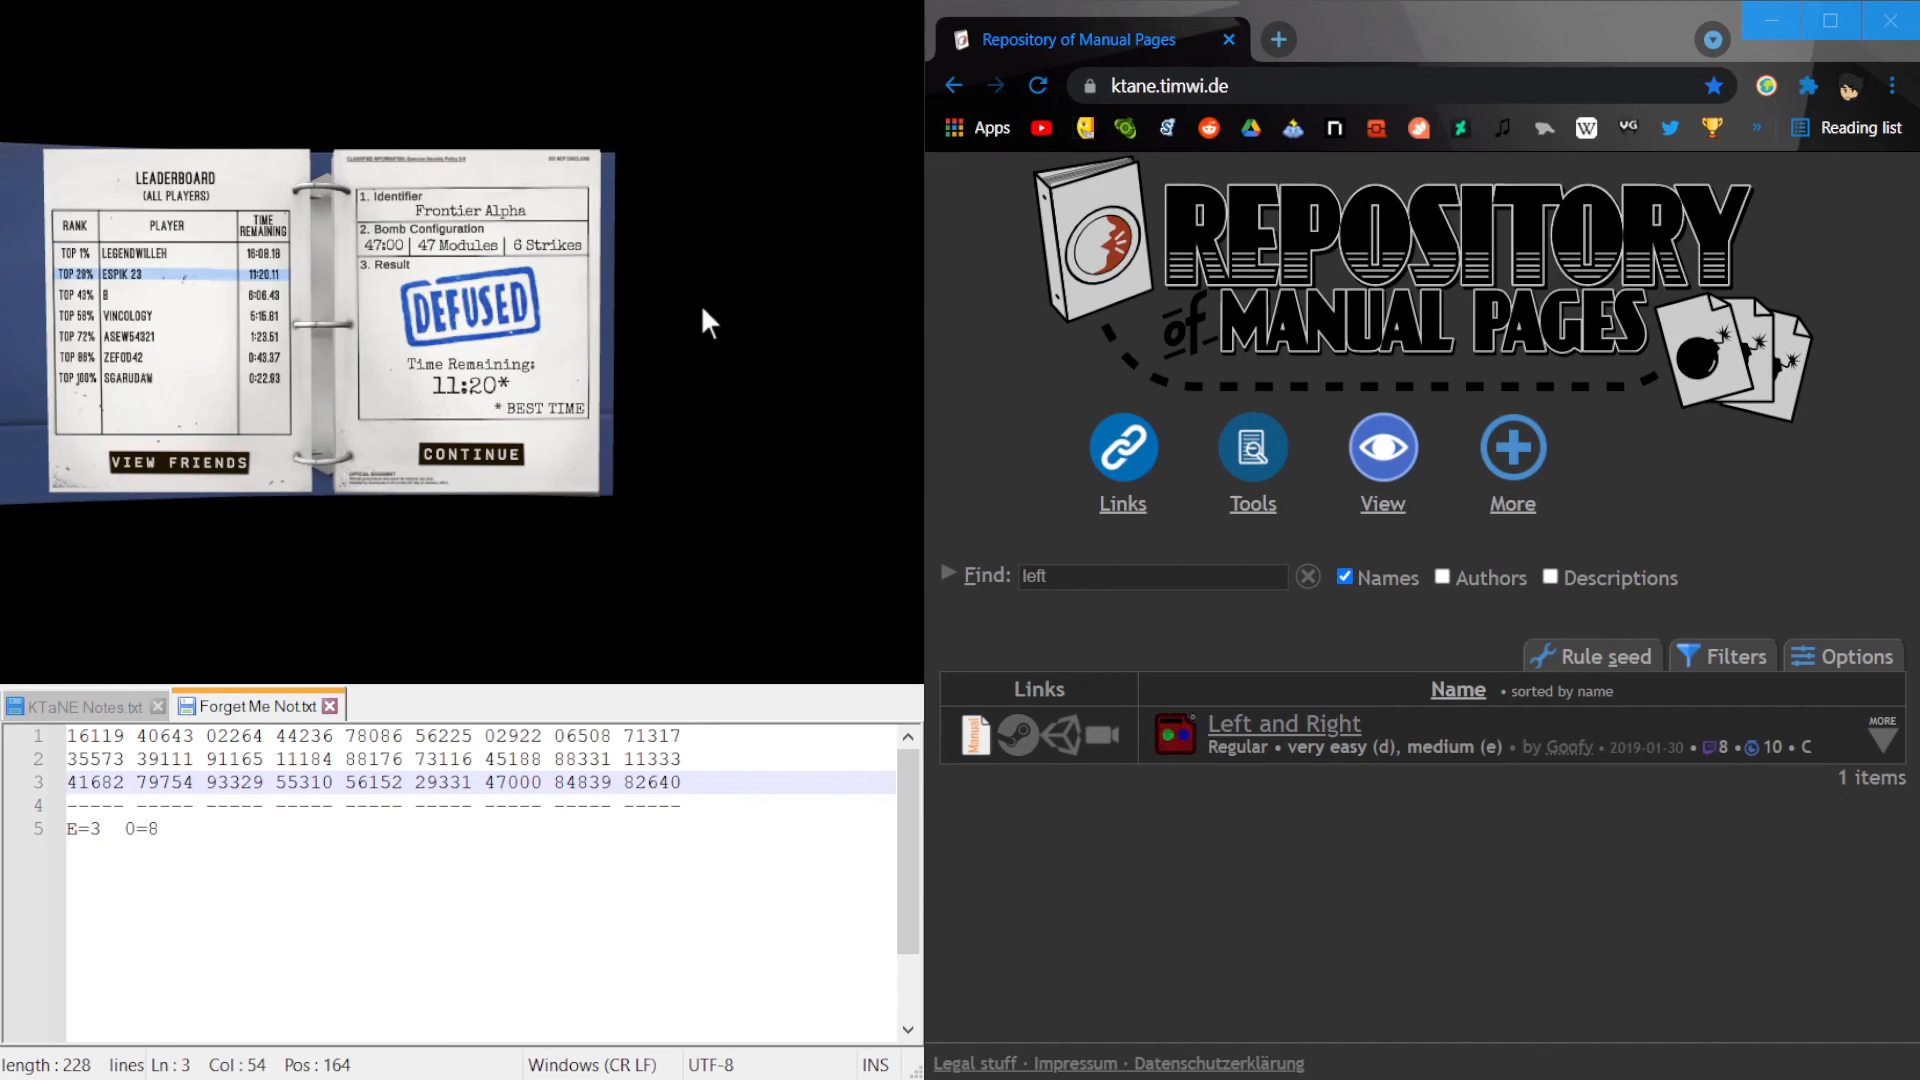 LEADERBOARD
(ALL PLAYERS)
RANK PLAYER TIME REMAINING
TOP 1% LEGENDWILLEH 16:08.18
TOP 29% ESPIK 23 11:20.11
TOP 43% B 6:06.43
TOP 58% VINCOLOGY 5:15.81
TOP 72% ASEW54321 1:23.51
TOP 86% ZEFOD42 0:43.37
TOP 100% SGARUDAM 0:22.93
VIEW FRIENDS
DO NOT DISCLOSE
1. Identifier
Frontier Alpha
2. Bomb Configuration
47:00 | 47 Modules | 6 Strikes
3. Result
DEFUSED
Time Remaining:
11:20*
* BEST TIME
CONTINUE
KTaNE Notes.txt Forget Me Not.txt
1 16119 40643 02264 44236 78086 56225 02922 06508 71317
2 35573 39111 91165 11184 88176 73116 45188 88331 11333
3 41682 79754 93329 55310 56152 29331 47000 84839 82640
4 ----- ----- ----- ----- ----- ----- ----- ----- -----
5 E=3 O=8
length : 228 lines Ln : 3 Col : 54 Pos : 164 Windows (CR LF) UTF-8 INS
Repository of Manual Pages
ktane.timwi.de
Apps Reading list
REPOSITORY
of MANUAL PAGES
Links Tools View More
Find: left Names Authors Descriptions
Rule seed Filters Options
Links Name • sorted by name
Manual Left and Right MORE
Regular • very easy (d), medium (e) • by Goofy • 2019-01-30 • 8 • 10 • C
1 items
Legal stuff · Impressum · Datenschutzerklärung